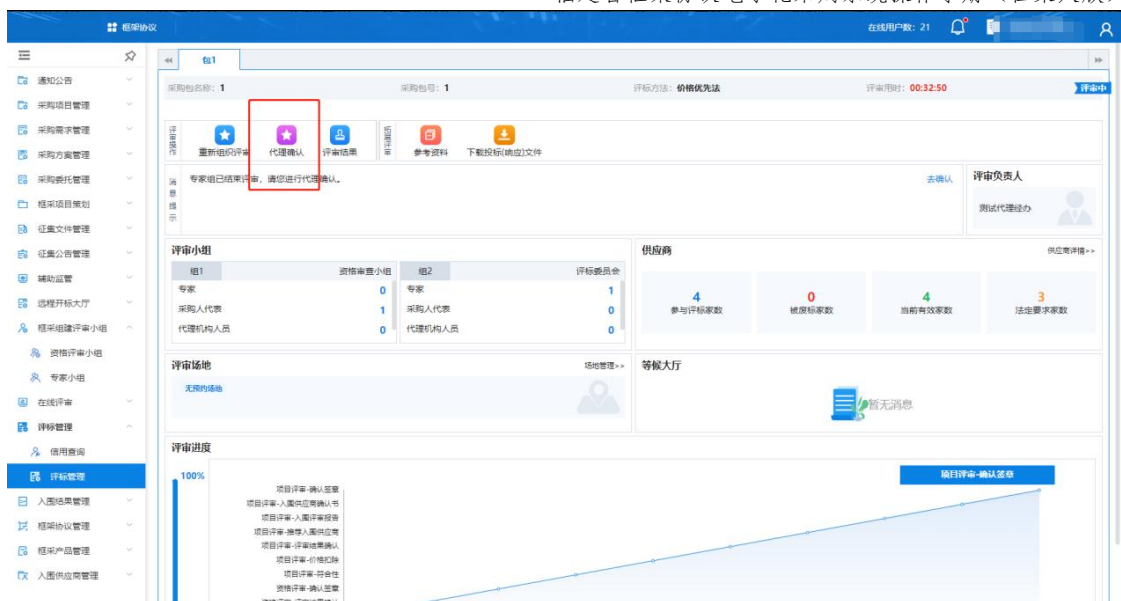 框架协议
在线用户数: 21
通知公告
采购项目管理
采购需求管理
采购方案管理
采购委托管理
框采项目策划
征集文件管理
征集公告管理
辅助监管
远程开标大厅
框采组建评审小组
资格评审小组
专家小组
在线评审
评标管理
信用查询
评标管理
入围结果管理
框架协议管理
框采产品管理
入围供应商管理
包1
采购包名称: 1
采购包号: 1
评标方法: 价格优先法
评审用时: 00:32:50
评审中
评审操作
重新组织评审
代理确认
评审结果
拓展评审
参考资料
下载投标(响应)文件
消息提示
专家组已结束评审，请您进行代理确认。
去确认
评审负责人
测试代理经办
评审小组
组1 资格审查小组
专家 0
采购人代表 1
代理机构人员 0
组2 评标委员会
专家 1
采购人代表 0
代理机构人员 0
供应商
供应商详情>>
4
参与评标家数
0
被废标家数
4
当前有效家数
3
法定要求家数
评审场地
场地管理>>
无预约场地
等候大厅
暂无消息
评审进度
100%
项目评审-确认签章
项目评审-确认签章
项目评审-入围供应商确认书
项目评审-入围评审报告
项目评审-推荐入围供应商
项目评审-评审结果确认
项目评审-价格扣除
项目评审-符合性
资格评审-确认签章